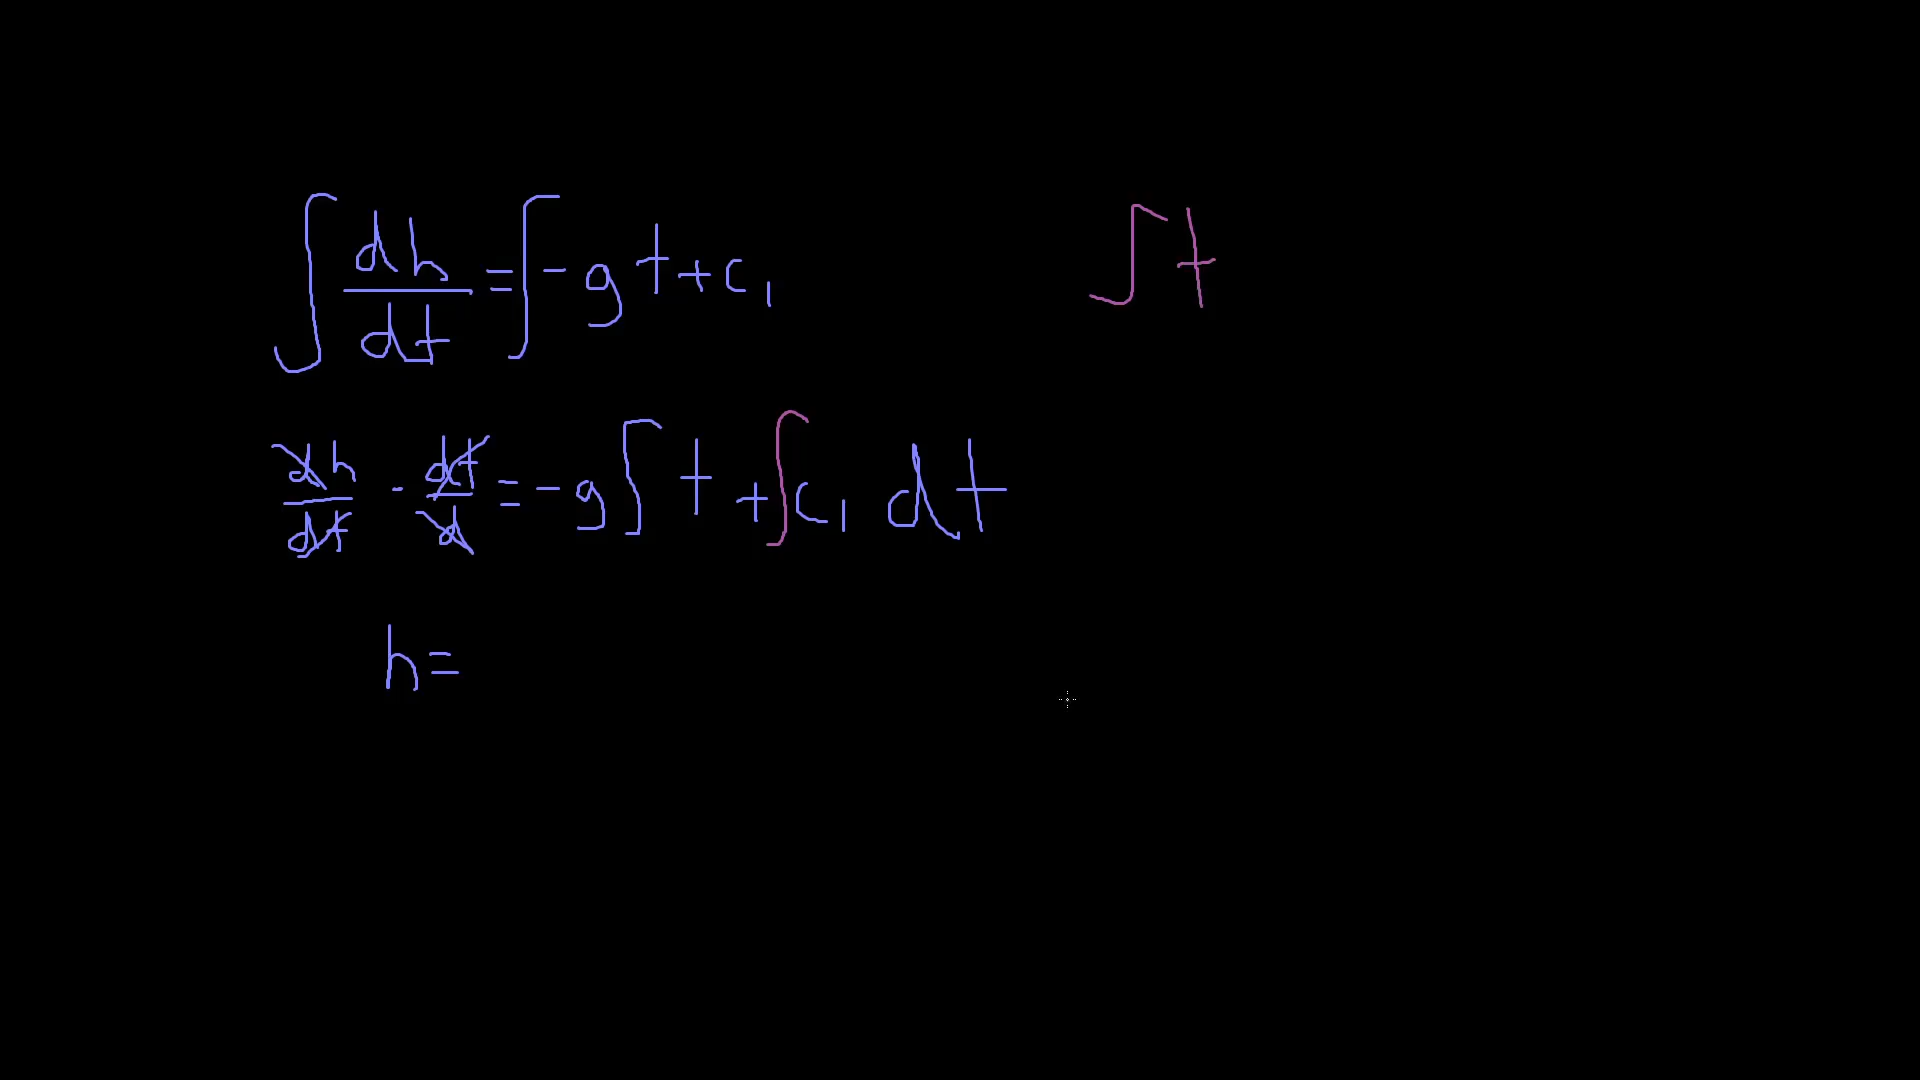 ∫ dh/dt = ∫ - gt + c₁
∫ t
dh/dt · dt/d = - g ∫ t + ∫ c₁ dt
h =